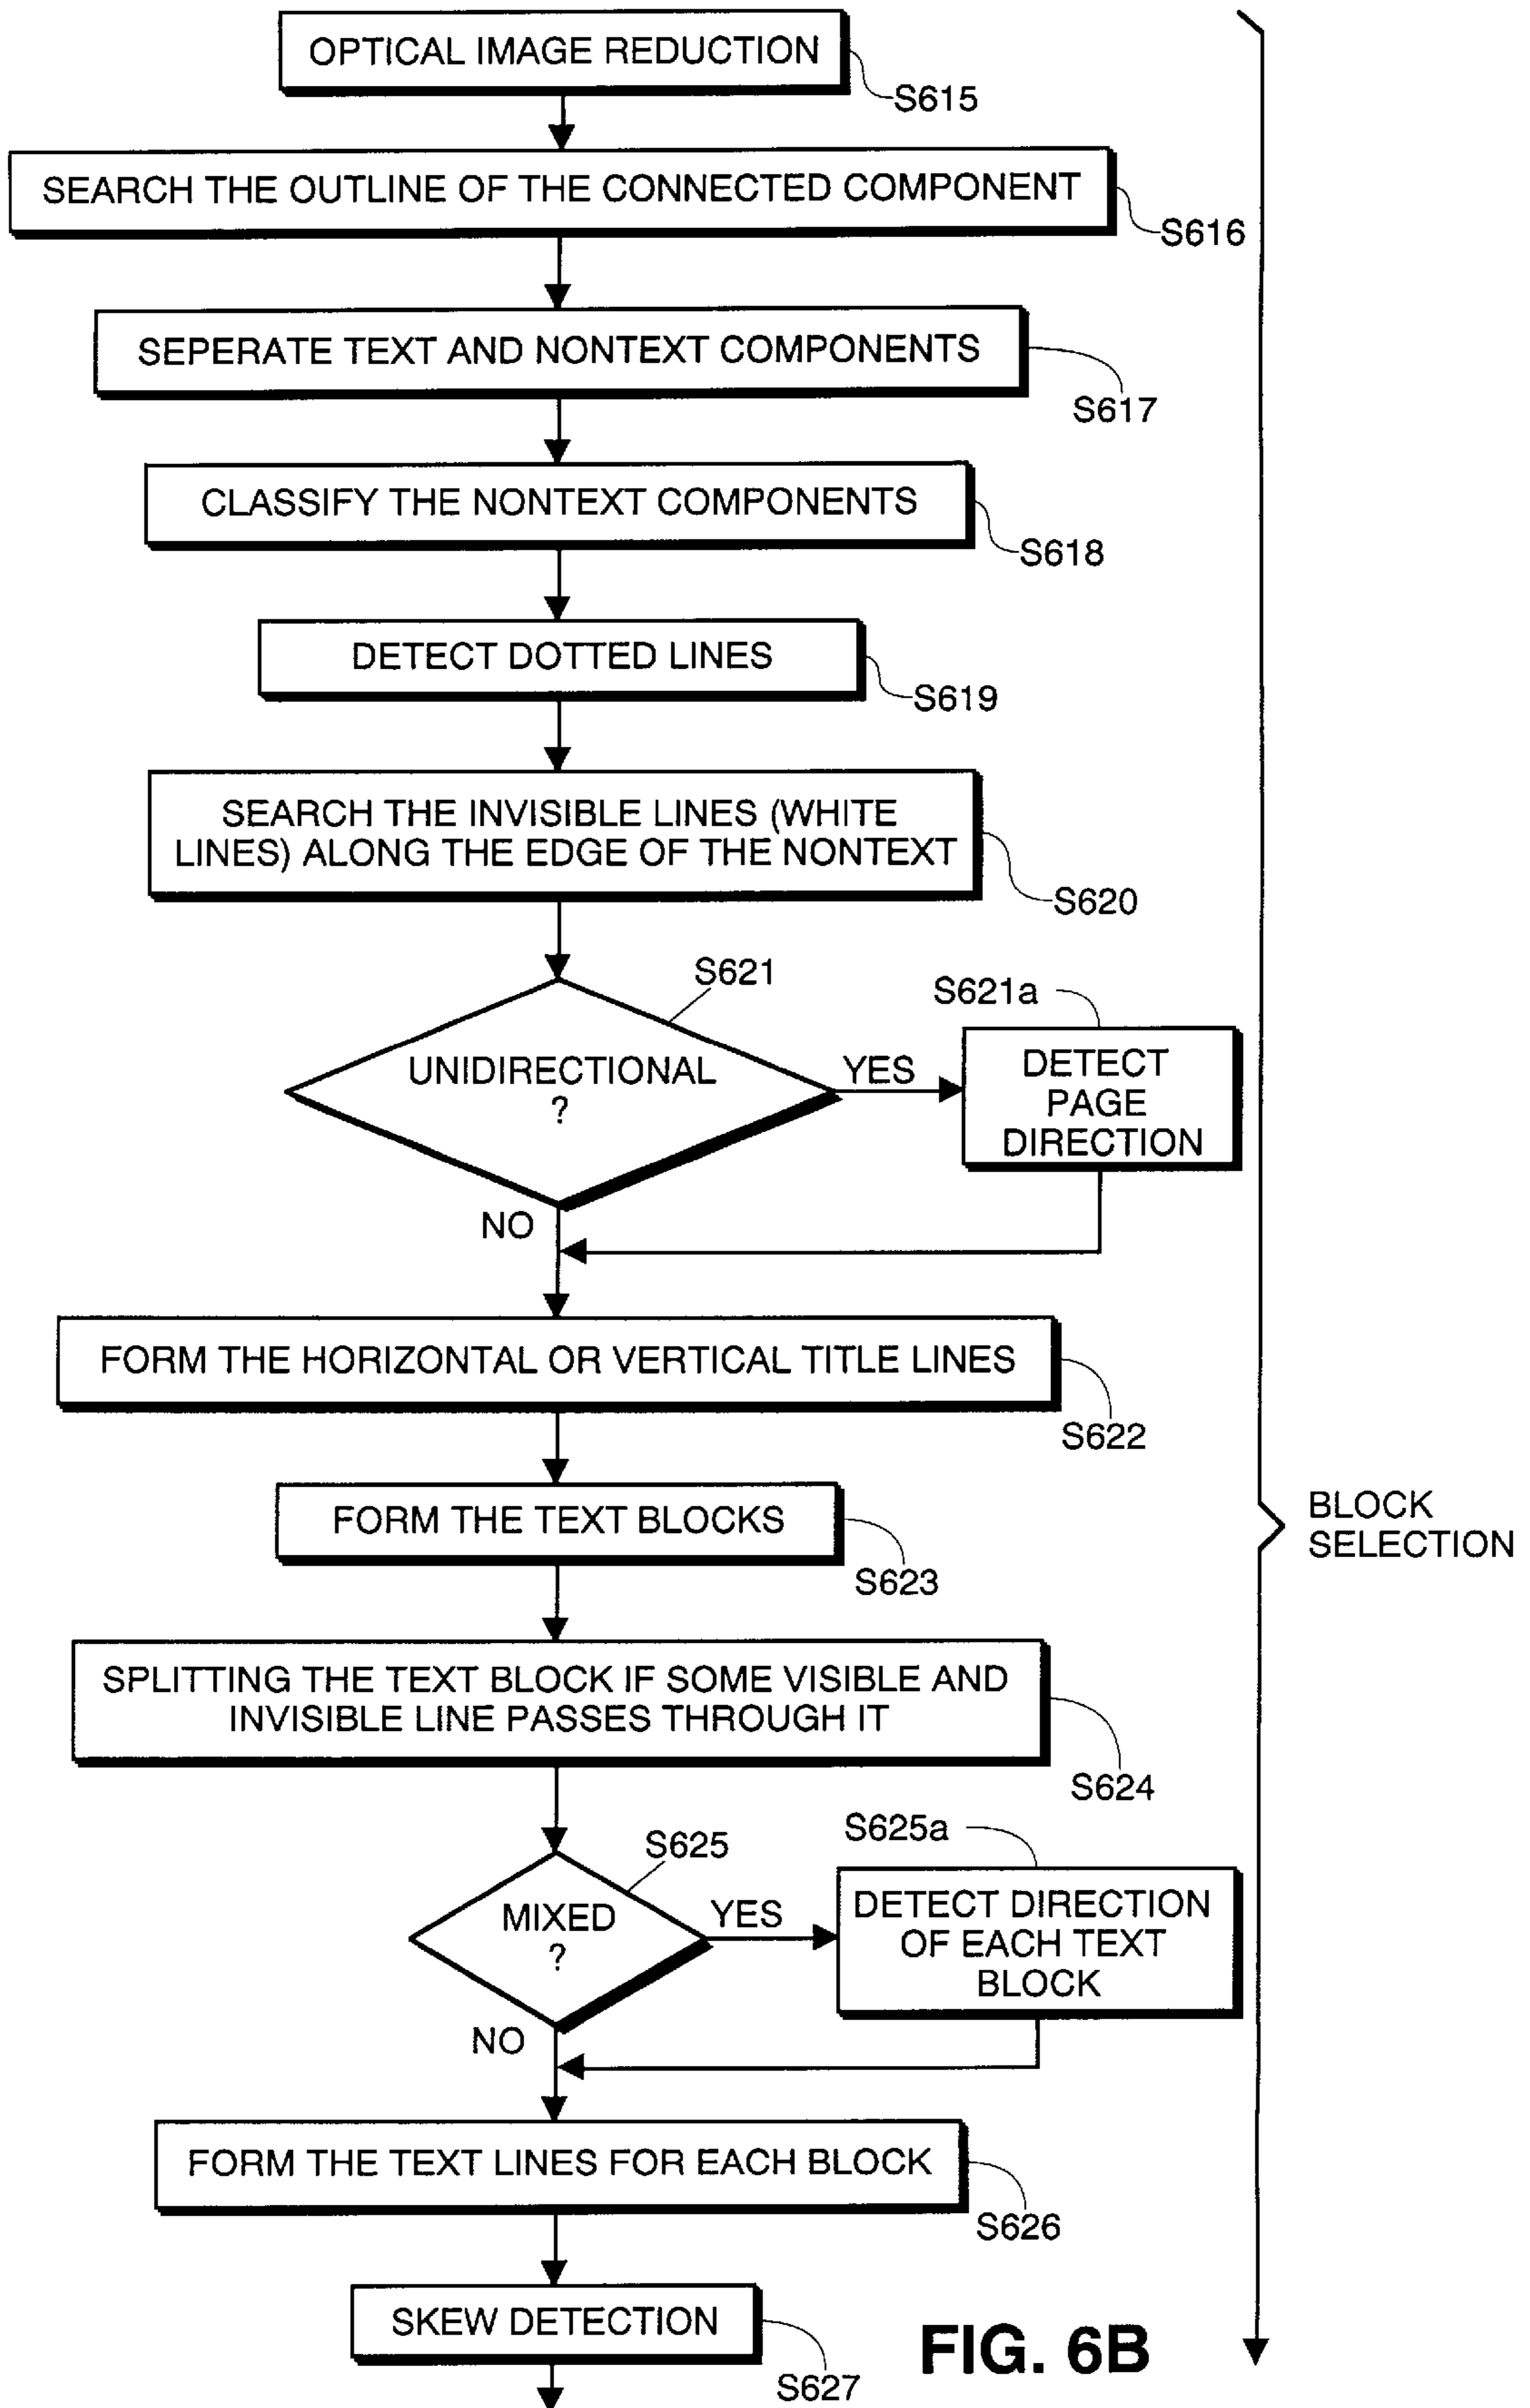 OPTICAL IMAGE REDUCTION
S615
SEARCH THE OUTLINE OF THE CONNECTED COMPONENT
S616
SEPERATE TEXT AND NONTEXT COMPONENTS
S617
CLASSIFY THE NONTEXT COMPONENTS
S618
DETECT DOTTED LINES
S619
SEARCH THE INVISIBLE LINES (WHITE
LINES) ALONG THE EDGE OF THE NONTEXT
S620
S621
UNIDIRECTIONAL
?
YES
S621a
DETECT
PAGE
DIRECTION
NO
FORM THE HORIZONTAL OR VERTICAL TITLE LINES
S622
FORM THE TEXT BLOCKS
S623
BLOCK
SELECTION
SPLITTING THE TEXT BLOCK IF SOME VISIBLE AND
INVISIBLE LINE PASSES THROUGH IT
S624
S625
MIXED
?
YES
S625a
DETECT DIRECTION
OF EACH TEXT
BLOCK
NO
FORM THE TEXT LINES FOR EACH BLOCK
S626
SKEW DETECTION
S627
FIG. 6B